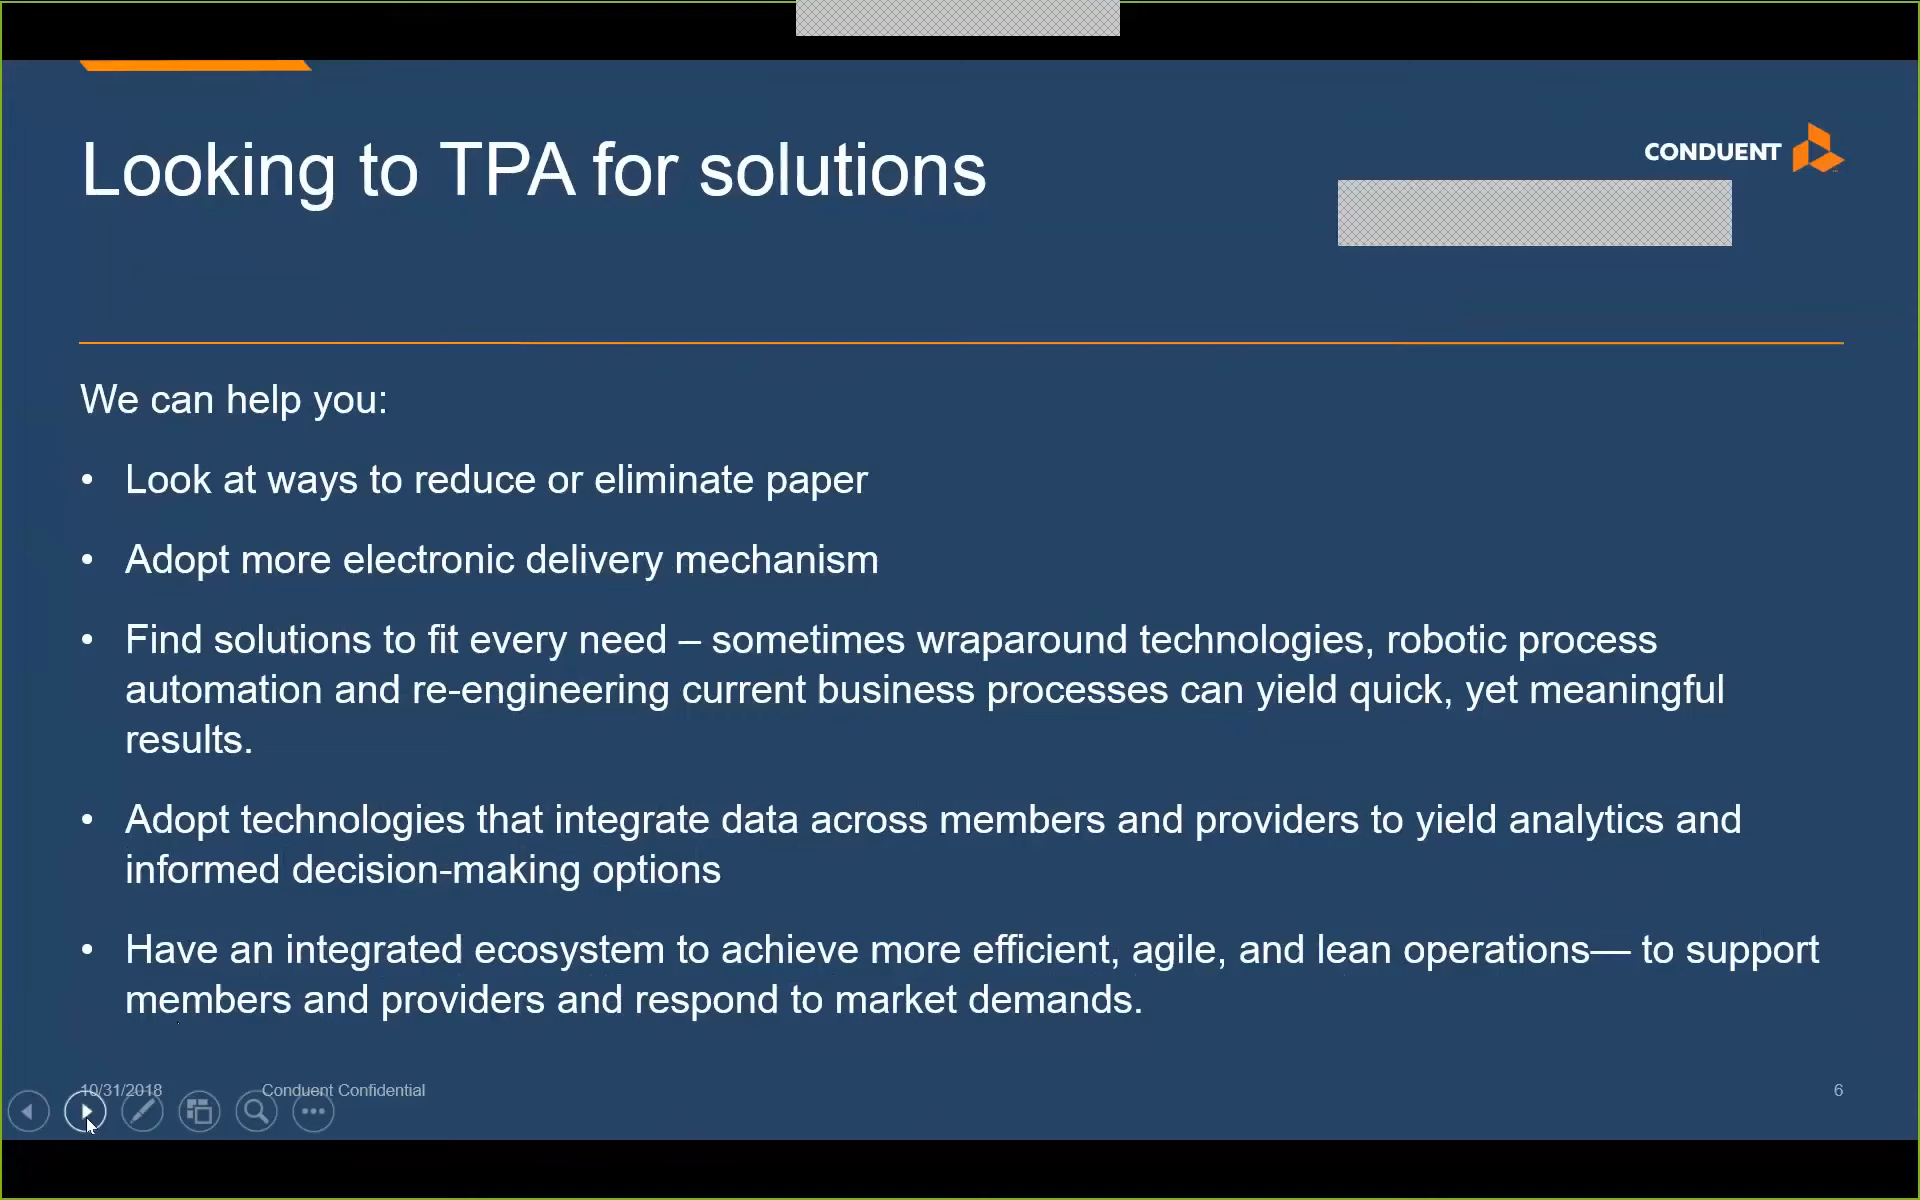 Looking to TPA for solutions
CONDUENT
We can help you:
• Look at ways to reduce or eliminate paper
• Adopt more electronic delivery mechanism
• Find solutions to fit every need – sometimes wraparound technologies, robotic process
automation and re-engineering current business processes can yield quick, yet meaningful
results.
• Adopt technologies that integrate data across members and providers to yield analytics and
informed decision-making options
• Have an integrated ecosystem to achieve more efficient, agile, and lean operations— to support
members and providers and respond to market demands.
10/31/2018 Conduent Confidential 6